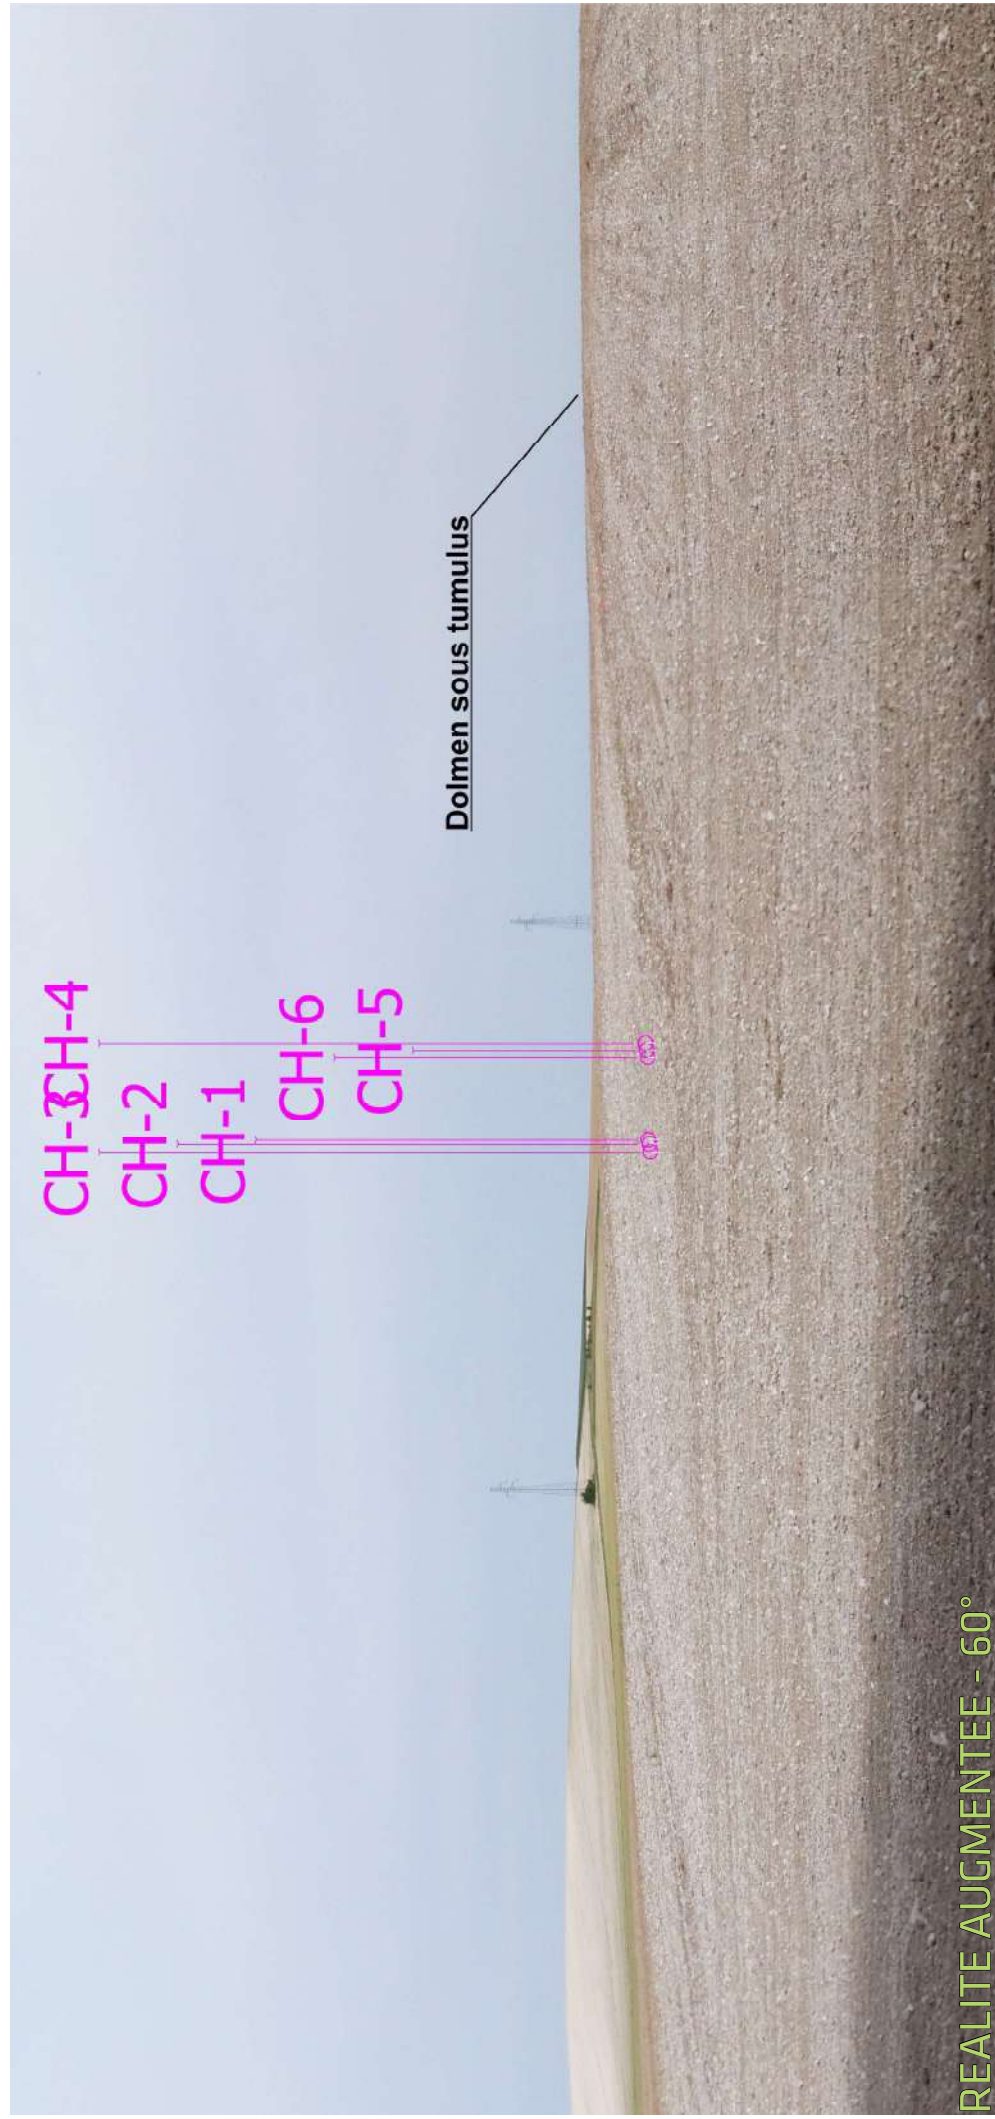 CH-3 CH-4
CH-2
CH-1
CH-6
CH-5
Dolmen sous tumulus
REALITE AUGMENTEE - 60°